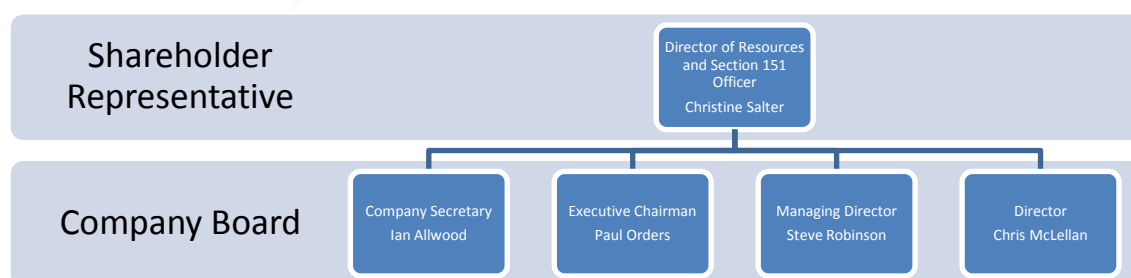 Shareholder
Representative
Director of Resources
and Section 151
Officer
Christine Salter
Company Board
Company Secretary
Ian Allwood
Executive Chairman
Paul Orders
Managing Director
Steve Robinson
Director
Chris McLellan